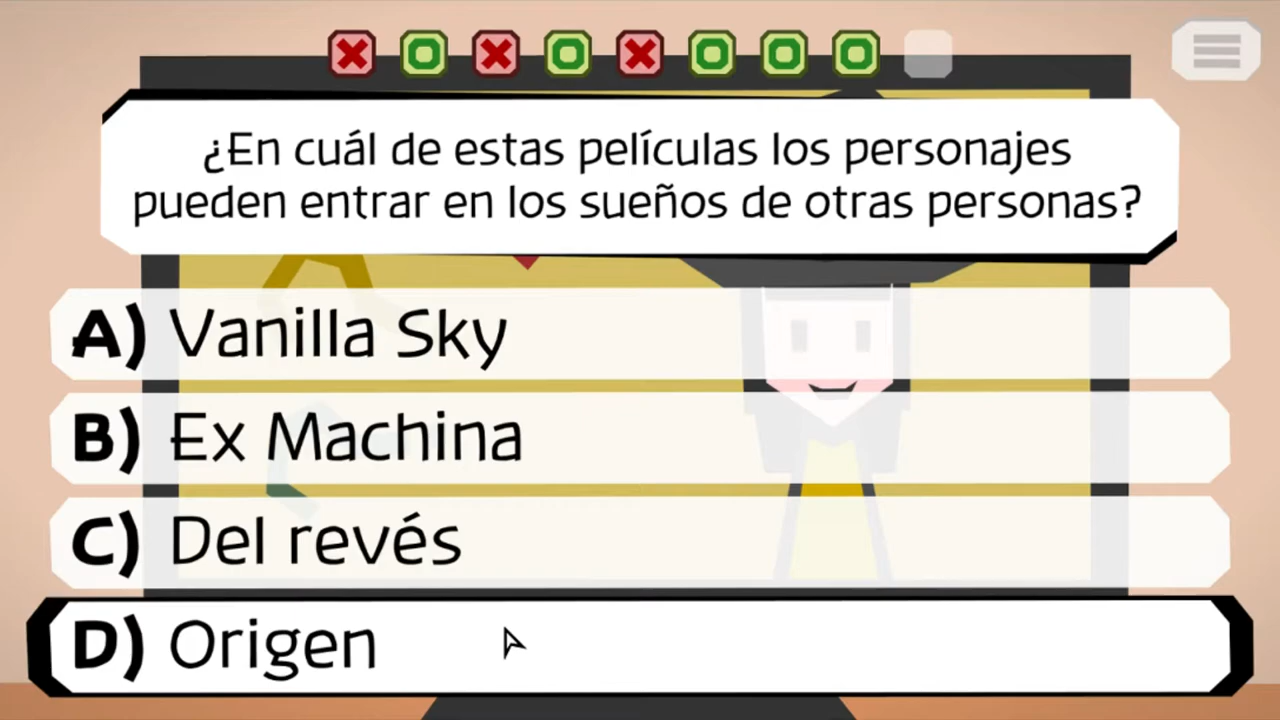 ¿En cuál de estas películas los personajes
pueden entrar en los sueños de otras personas?
A) Vanilla Sky
B) Ex Machina
C) Del revés
D) Origen